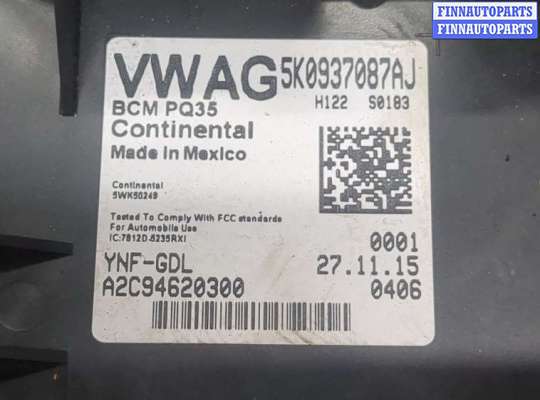 FINNAUTOPARTS
FINNAUTOPARTS
VWAG 5K0937087AJ
H122 S0183
BCM PQ35
Continental
Made in Mexico
Continental
5WK50249
Tested To Comply With FCC standards
For Automobile Use
IC:7812D-5235RXI
0001
YNF-GDL 27.11.15
A2C94620300 0406